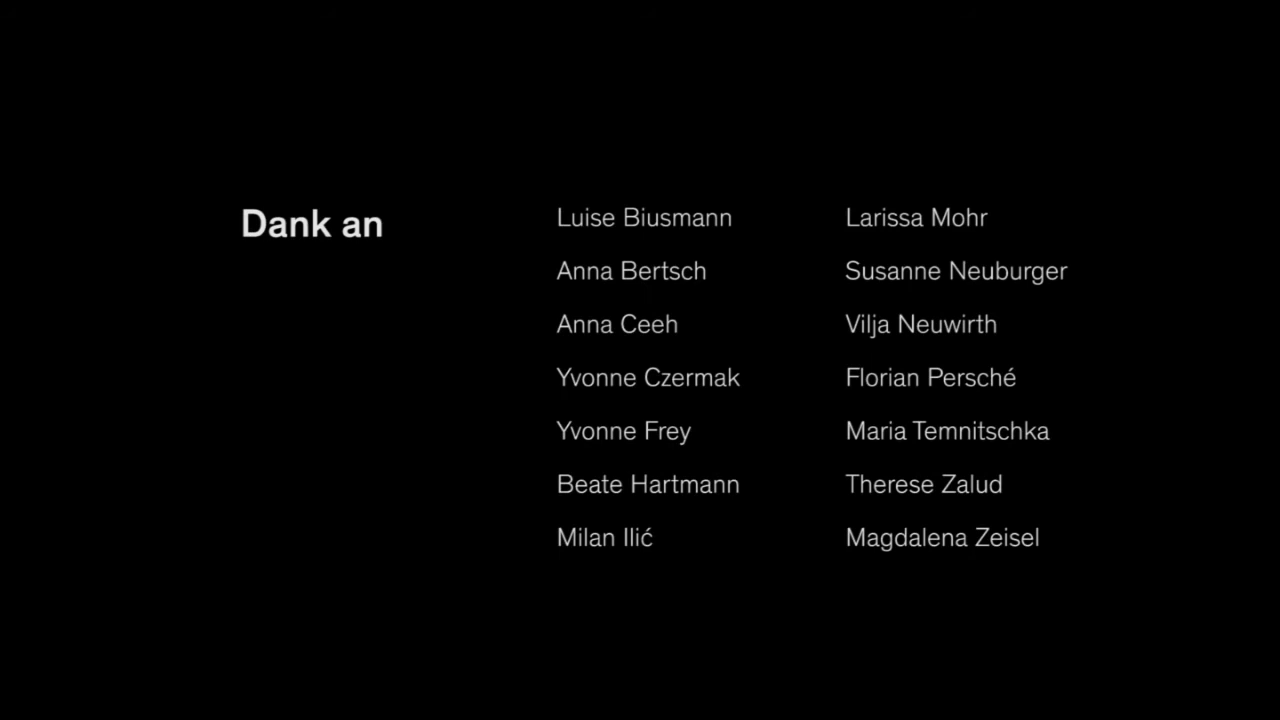 Dank an
Luise Biusmann
Anna Bertsch
Anna Ceeh
Yvonne Czermak
Yvonne Frey
Beate Hartmann
Milan Ilić
Larissa Mohr
Susanne Neuburger
Vilja Neuwirth
Florian Persché
Maria Temnitschka
Therese Zalud
Magdalena Zeisel